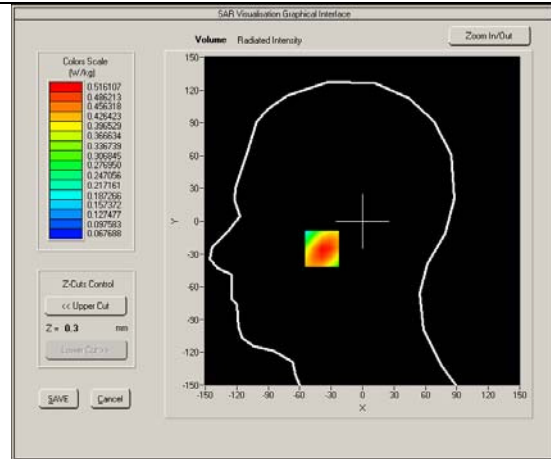 SAR Visualisation Graphical Interface
Volume Radiated Intensity
Zoom In/Out
Colors Scale
(W/kg)
0.516107
0.486213
0.456318
0.426423
0.396529
0.366634
0.336739
0.306845
0.276950
0.247056
0.217161
0.187266
0.157372
0.127477
0.097583
0.067688
Z-Cuts Control
<< Upper Cut
Z = 0.3 mm
Lower Cut >>
SAVE Cancel
150
120
90
60
30
0
Y
-30
-60
-90
-120
-150
-150 -120 -90 -60 -30 0 30 60 90 120 150
X